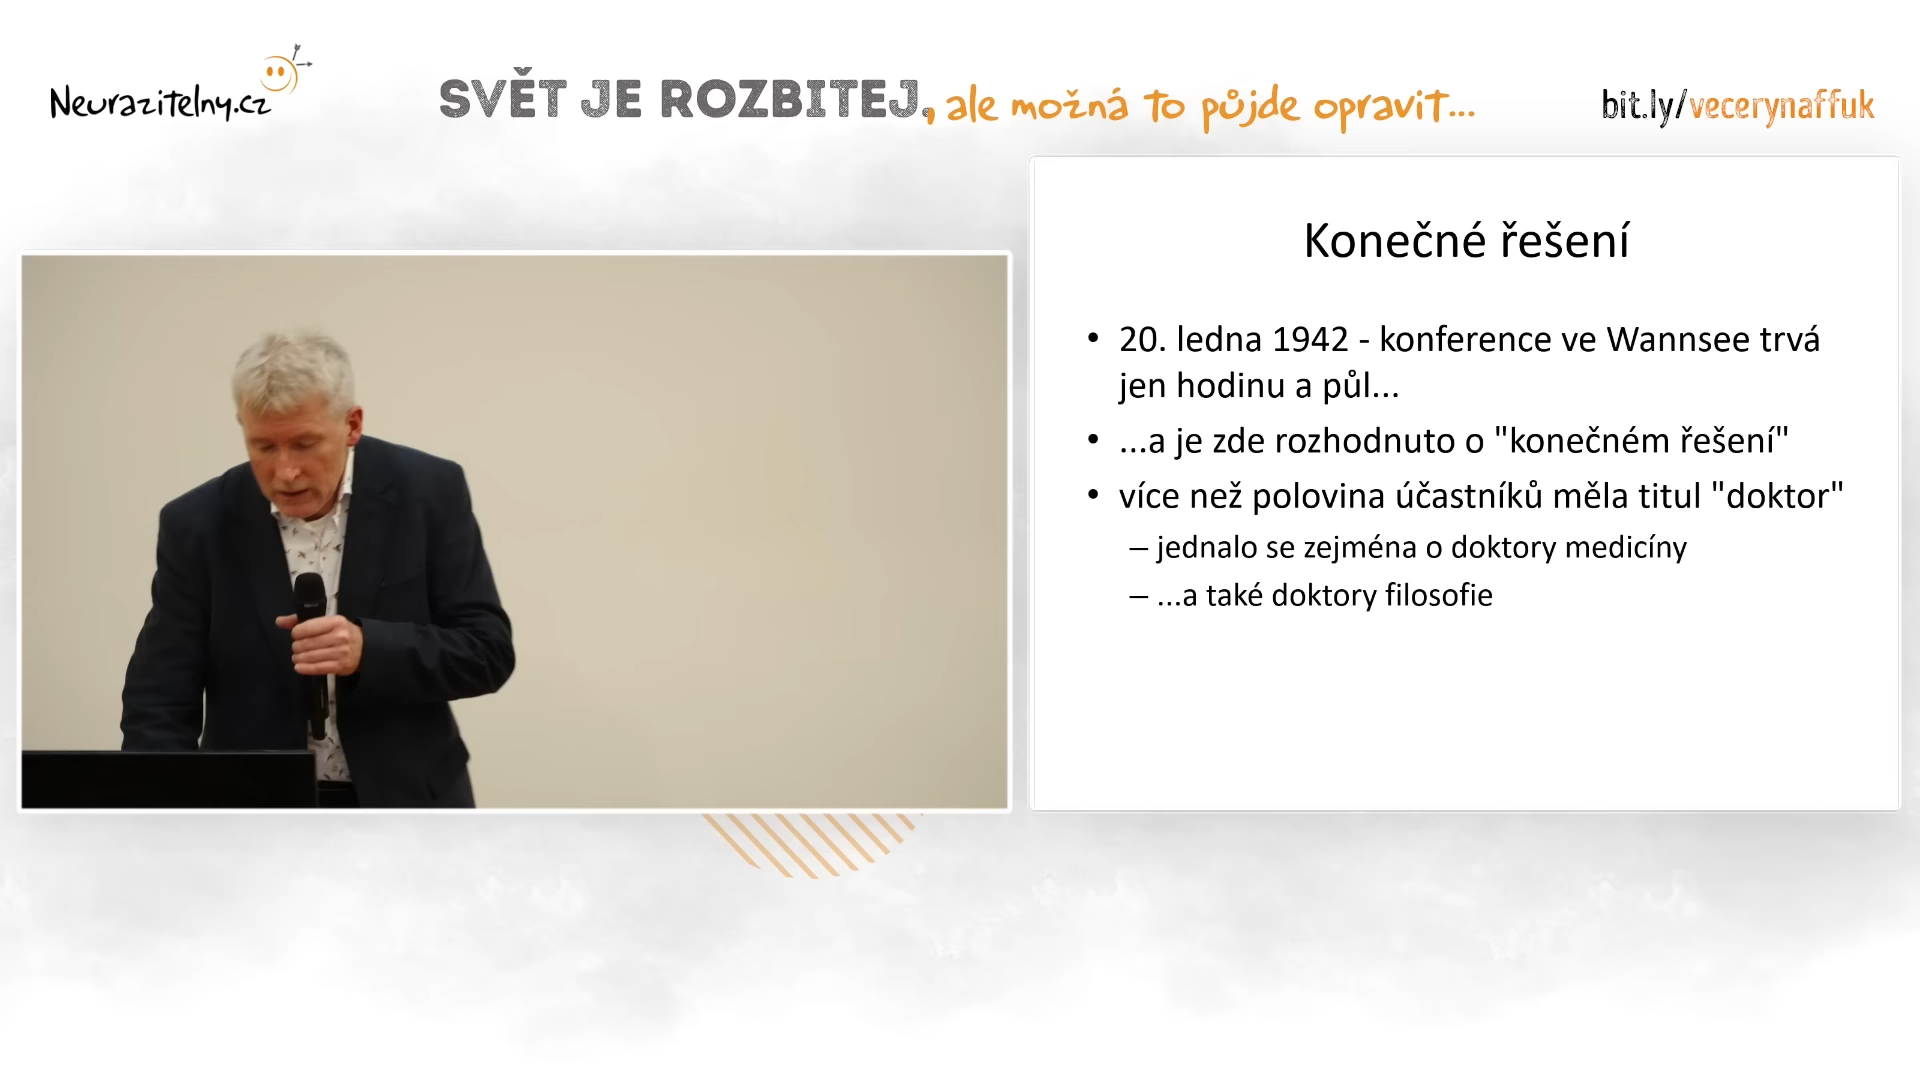 Neurazitelny.cz
SVĚT JE ROZBITEJ, ale možná to půjde opravit...
bit.ly/vecerynaffuk
Konečné řešení
• 20. ledna 1942 - konference ve Wannsee trvá
jen hodinu a půl...
• ...a je zde rozhodnuto o "konečném řešení"
• více než polovina účastníků měla titul "doktor"
– jednalo se zejména o doktory medicíny
– ...a také doktory filosofie